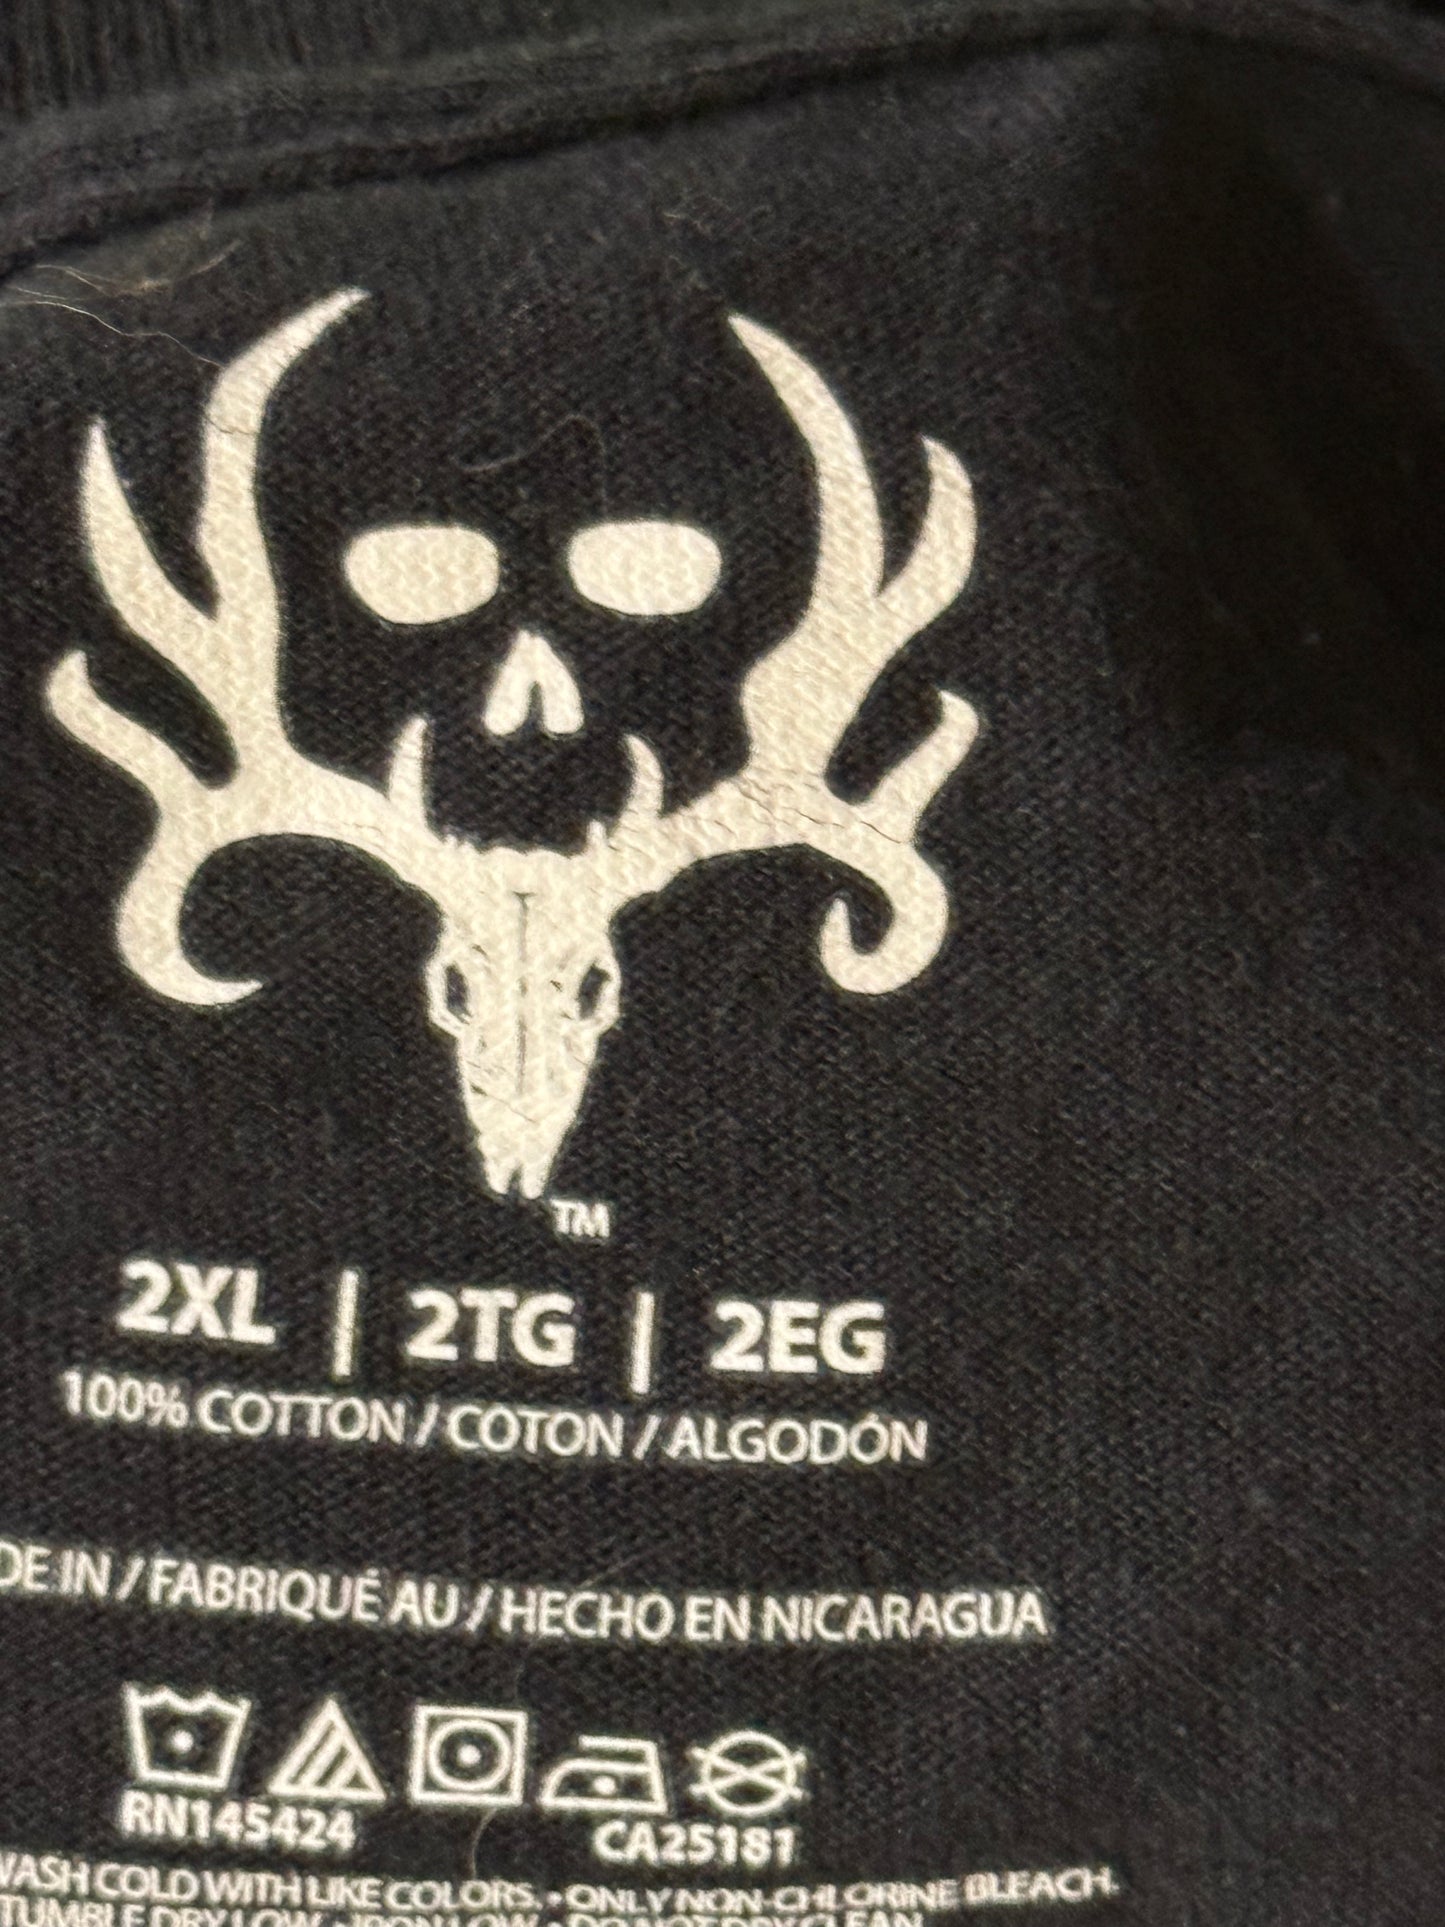 TM
2XL | 2TG | 2EG
100% COTTON / COTON / ALGODÓN
DE IN / FABRIQUÉ AU / HECHO EN NICARAGUA
RN145424 CA25181
WASH COLD WITH LIKE COLORS. • ONLY NON-CHLORINE BLEACH.
TUMBLE DRY LOW. • IRON LOW. • DO NOT DRY CLEAN.